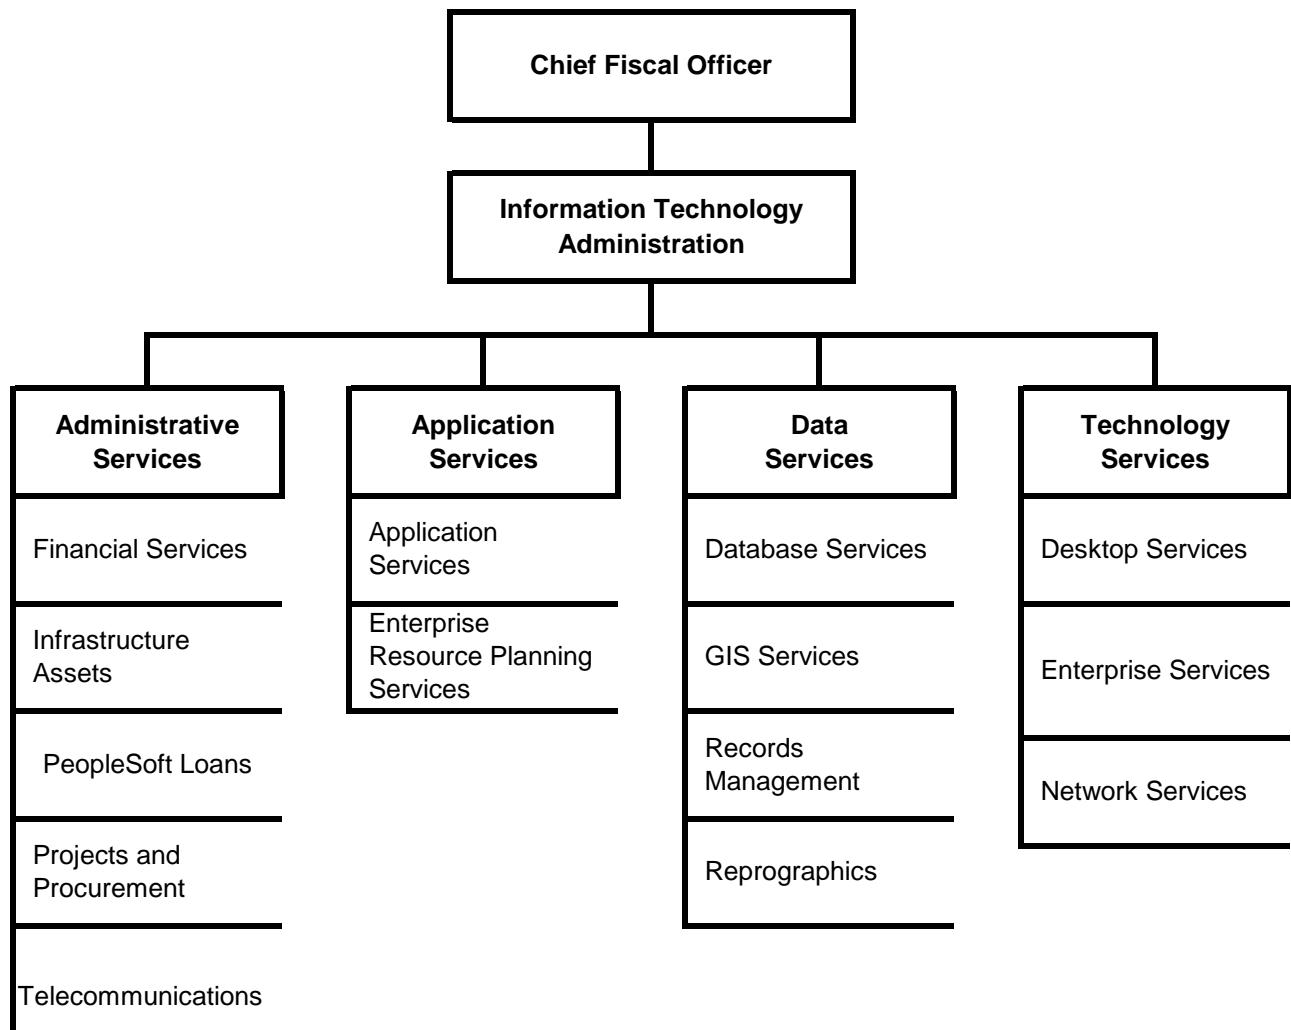 Chief Fiscal Officer
Information Technology
Administration
Administrative
Services
Financial Services
Infrastructure
Assets
PeopleSoft Loans
Projects and
Procurement
Telecommunications
Application
Services
Application
Services
Enterprise
Resource Planning
Services
Data
Services
Database Services
GIS Services
Records
Management
Reprographics
Technology
Services
Desktop Services
Enterprise Services
Network Services